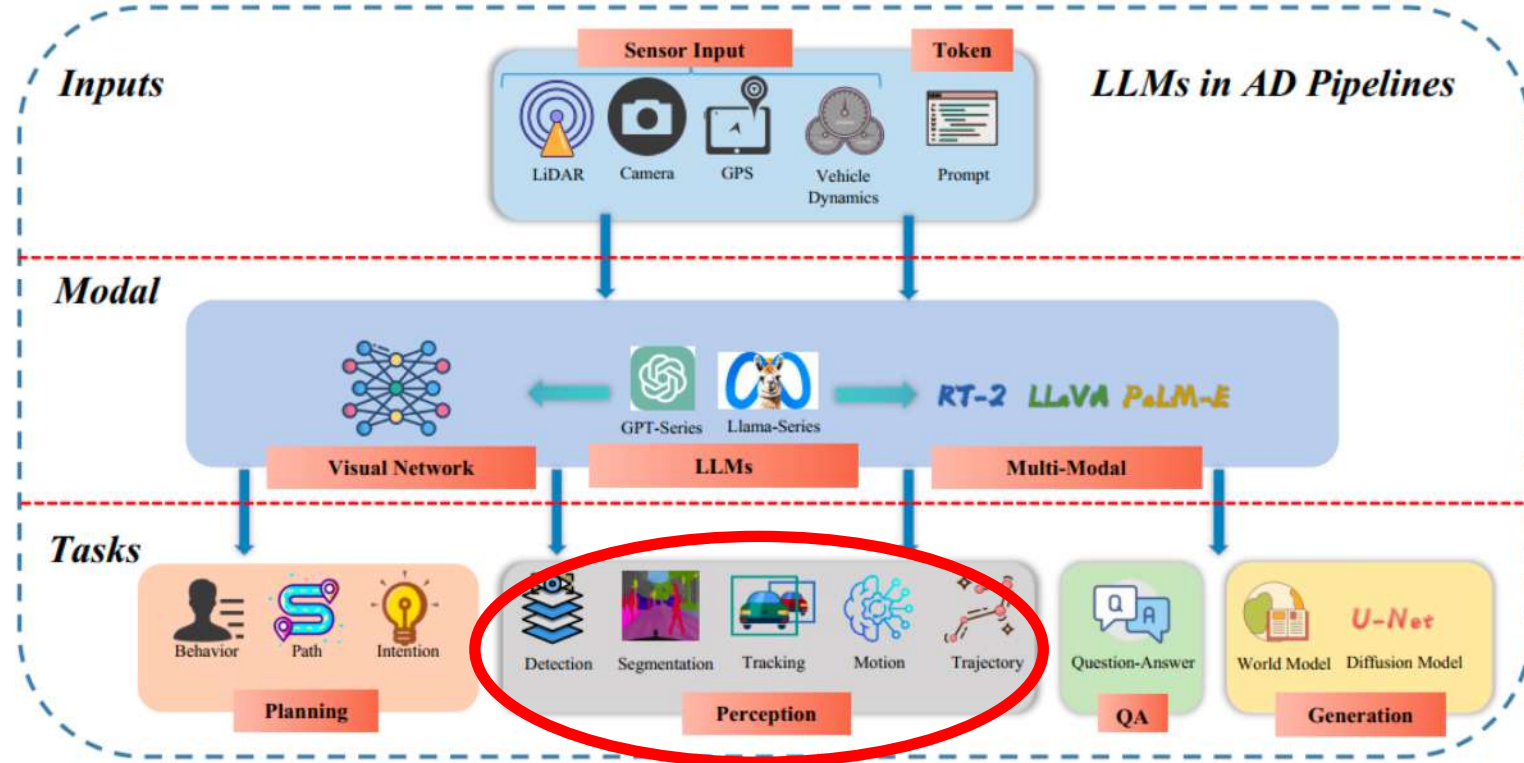 Sensor Input
Token
Inputs
LLMs in AD Pipelines
LiDAR
Camera
GPS
Vehicle
Dynamics
Prompt
Modal
RT-2 LLaVA PaLM-E
GPT-Series
Llama-Series
Visual Network
LLMs
Multi-Modal
Tasks
Q
A
U-Net
Behavior
Path
Intention
Detection
Segmentation
Tracking
Motion
Trajectory
Question-Answer
World Model
Diffusion Model
Planning
Perception
QA
Generation